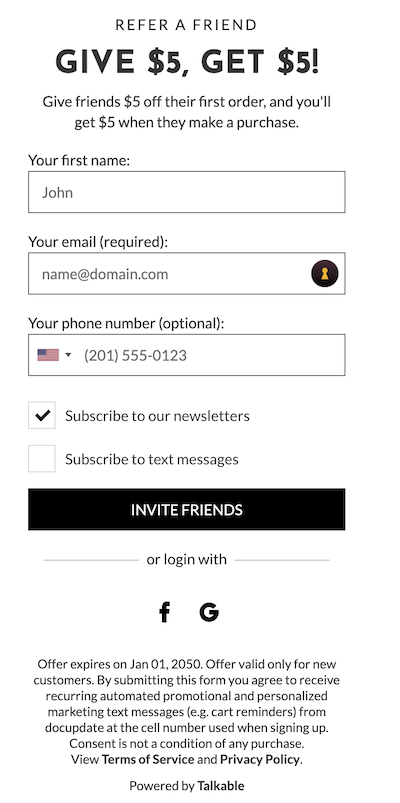 REFER A FRIEND
GIVE $5, GET $5!
Give friends $5 off their first order, and you'll
get $5 when they make a purchase.
Your first name:
John
Your email (required):
name@domain.com
Your phone number (optional):
(201) 555-0123
Subscribe to our newsletters
Subscribe to text messages
INVITE FRIENDS
or login with
f G
Offer expires on Jan 01, 2050. Offer valid only for new
customers. By submitting this form you agree to receive
recurring automated promotional and personalized
marketing text messages (e.g. cart reminders) from
docupdate at the cell number used when signing up.
Consent is not a condition of any purchase.
View Terms of Service and Privacy Policy.
Powered by Talkable